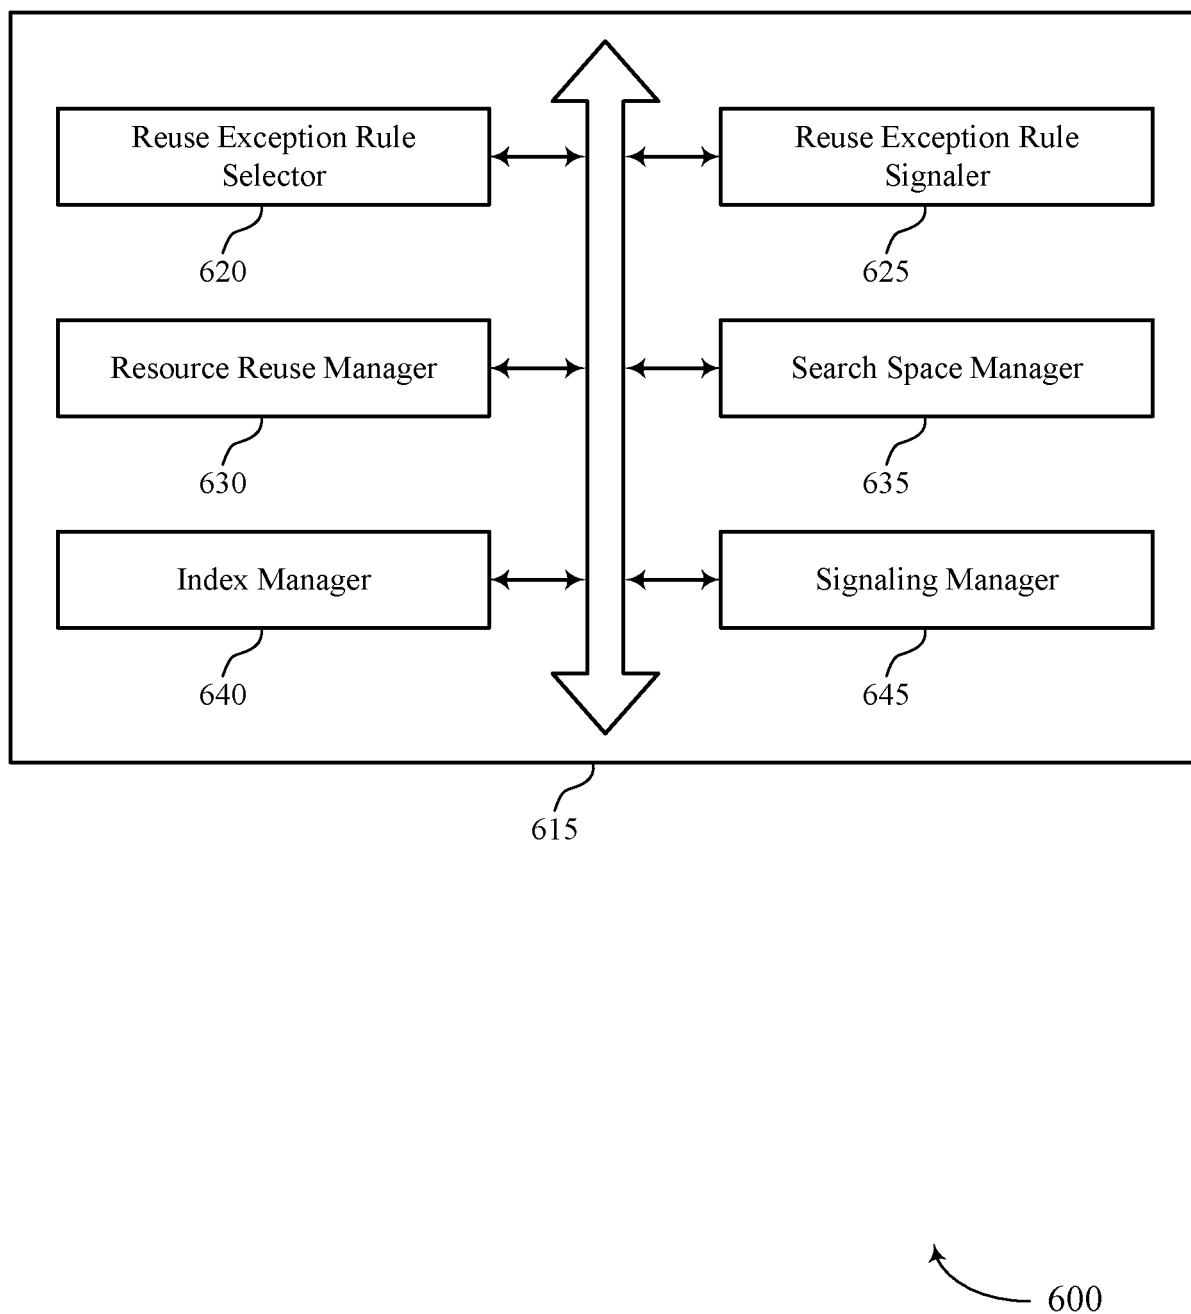 Reuse Exception Rule
Selector
620
Reuse Exception Rule
Signaler
625
Resource Reuse Manager
630
Search Space Manager
635
Index Manager
640
Signaling Manager
645
615
600